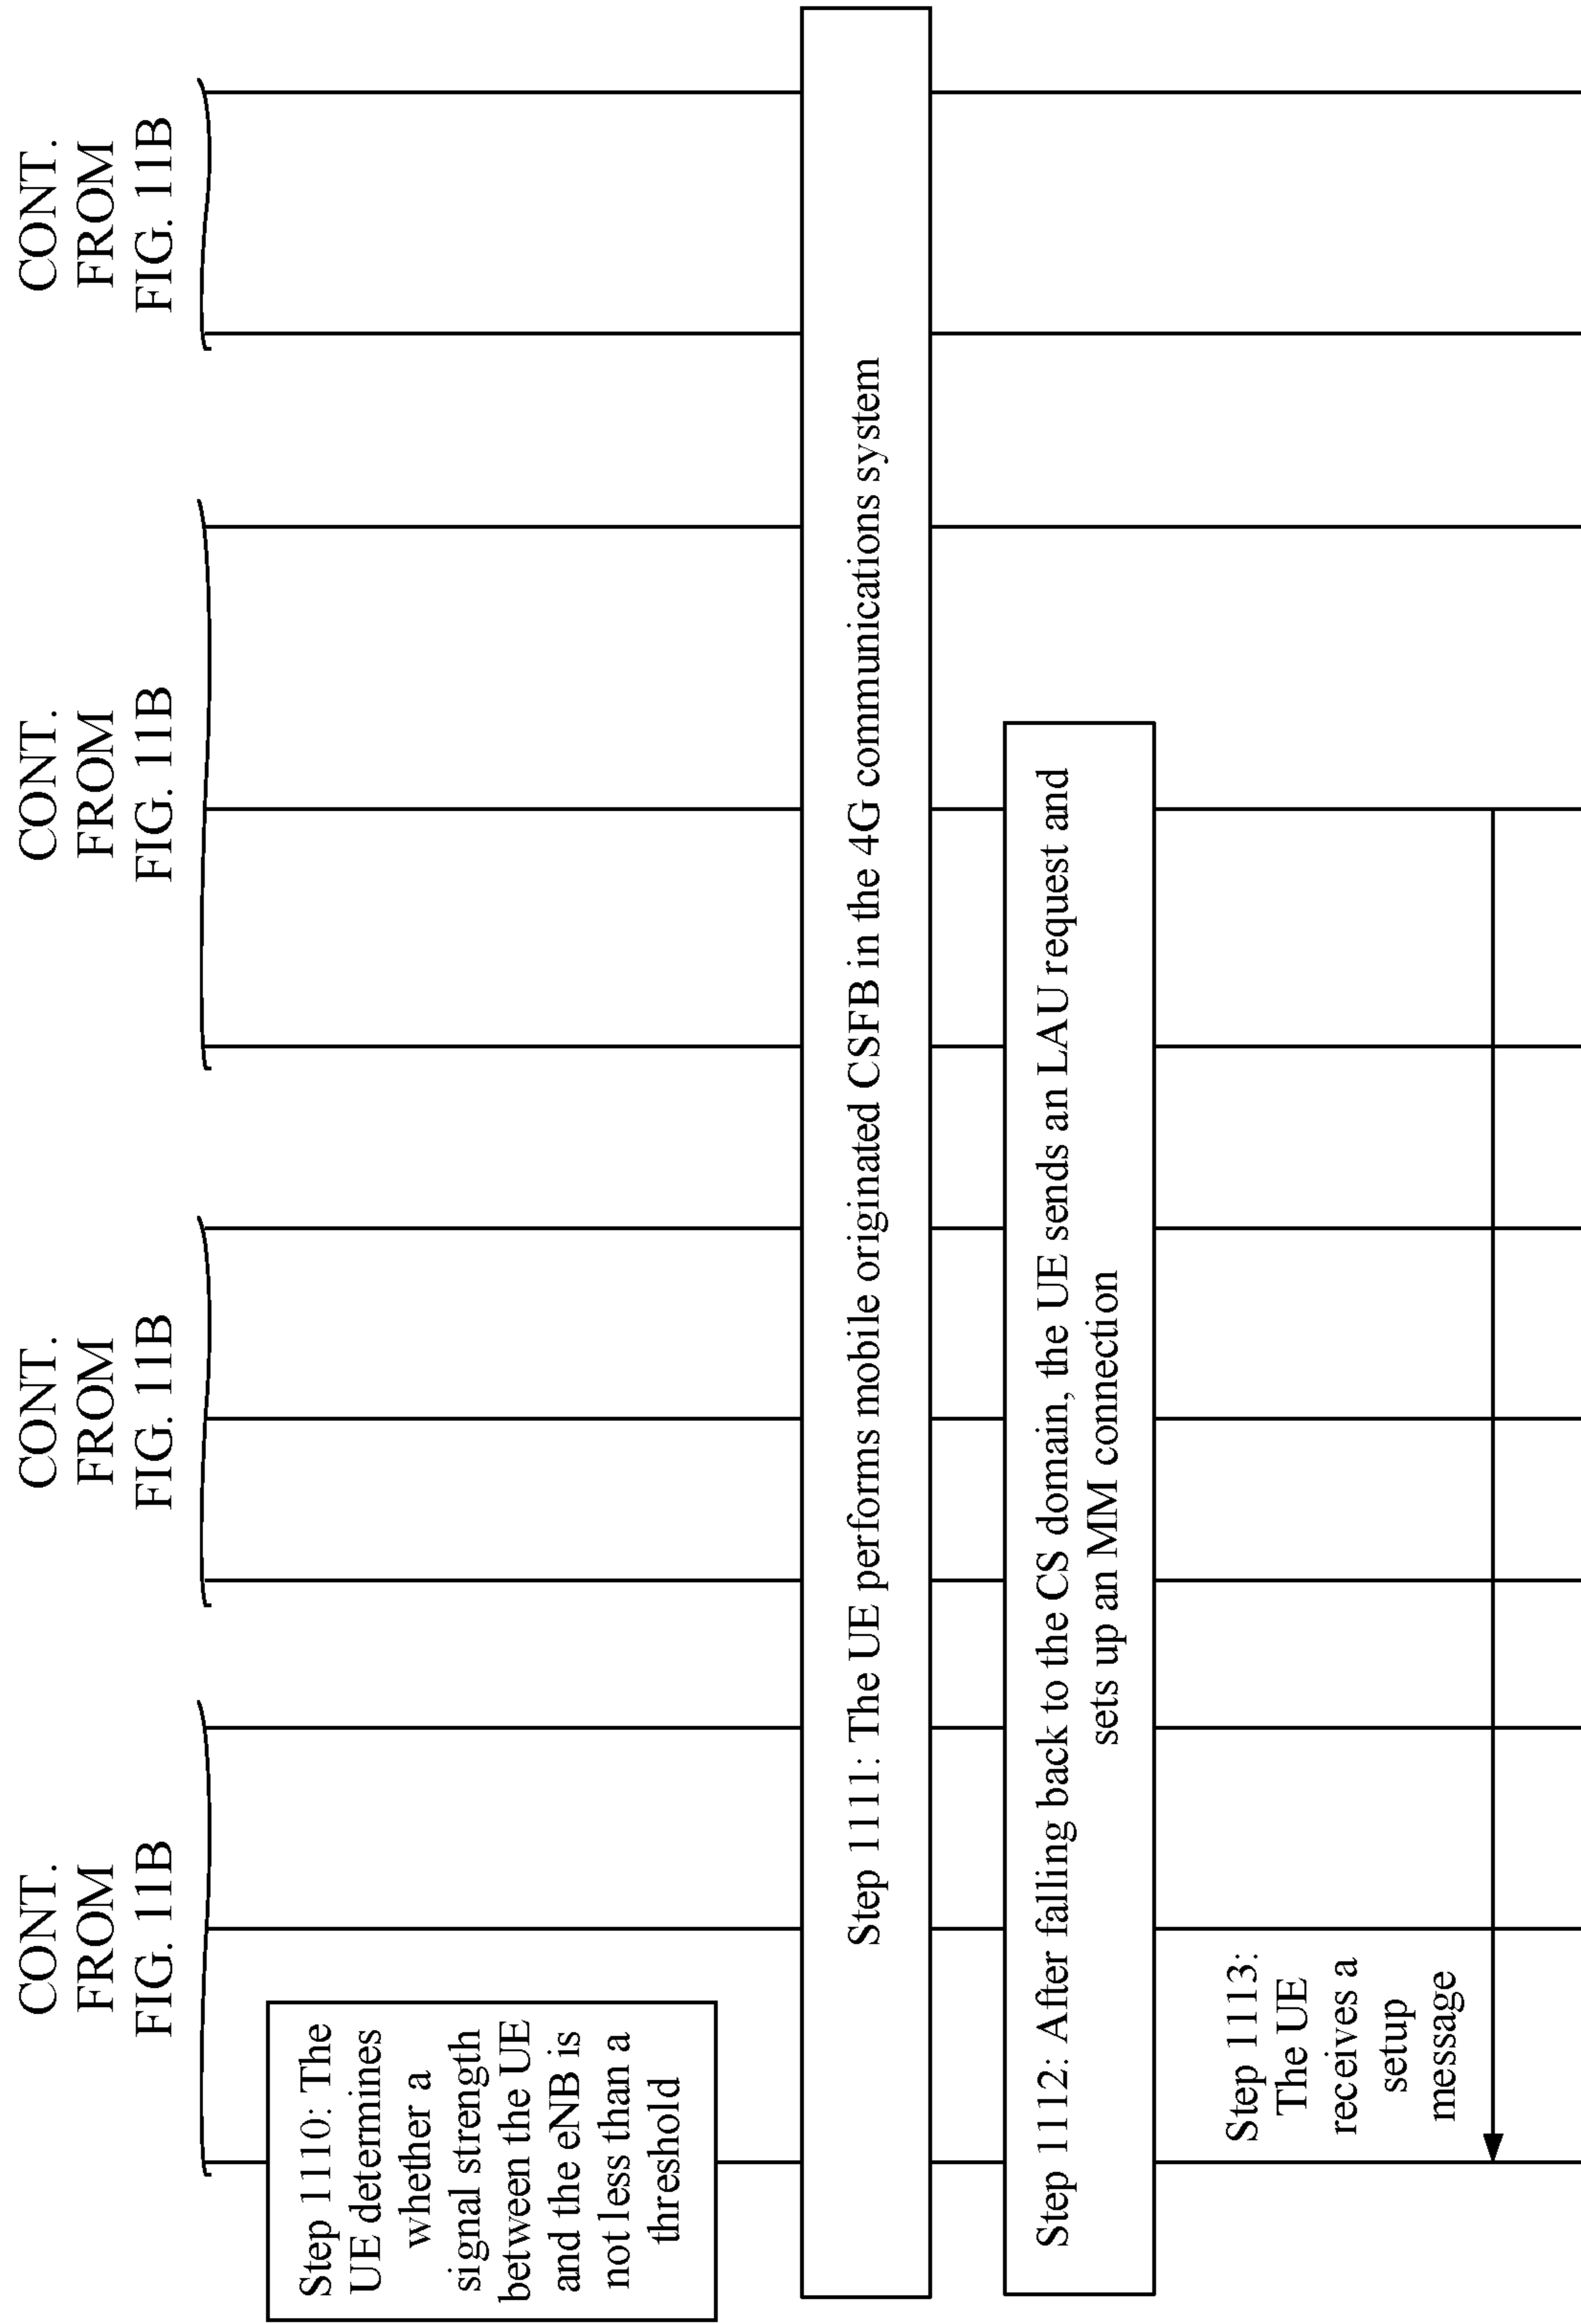 CONT.
FROM
FIG. 11B
CONT.
FROM
FIG. 11B
CONT.
FROM
FIG. 11B
CONT.
FROM
FIG. 11B
Step 1110: The
UE determines
whether a
signal strength
between the UE
and the eNB is
not less than a
threshold
Step 1111: The UE performs mobile originated CSFB in the 4G communications system
Step 1112: After falling back to the CS domain, the UE sends an LAU request and
sets up an MM connection
Step 1113:
The UE
receives a
setup
message